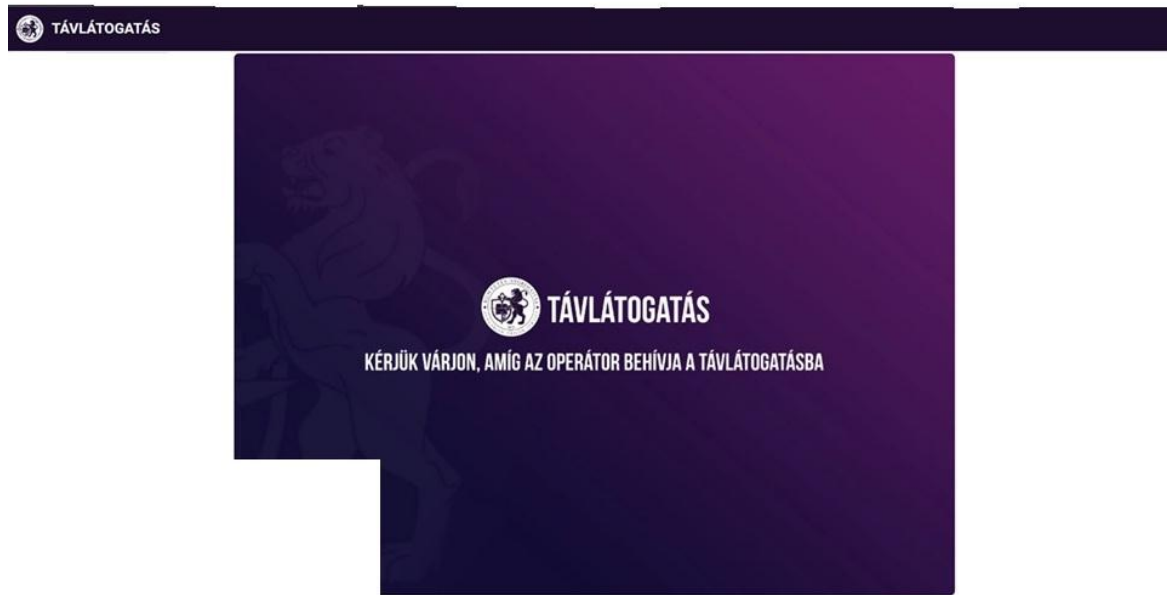 TÁVLÁTOGATÁS
TÁVLÁTOGATÁS
KÉRJÜK VÁRJON, AMÍG AZ OPERÁTOR BEHÍVJA A TÁVLÁTOGATÁSBA